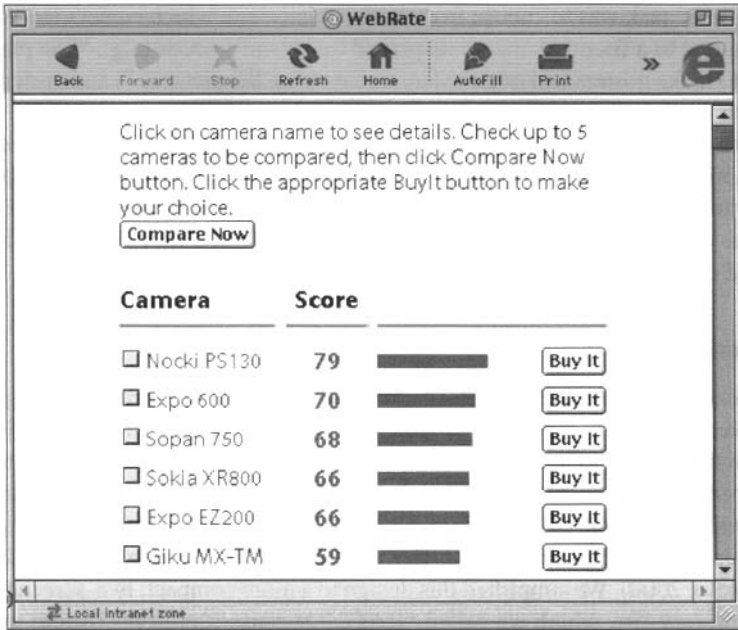 WebRate
Back Forward Stop Refresh Home AutoFill Print »
Click on camera name to see details. Check up to 5
cameras to be compared, then click Compare Now
button. Click the appropriate BuyIt button to make
your choice.
Compare Now
Camera Score
Nocki PS130 79 Buy It
Expo 600 70 Buy It
Sopan 750 68 Buy It
Sokia XR800 66 Buy It
Expo EZ200 66 Buy It
Giku MX-TM 59 Buy It
Local intranet zone